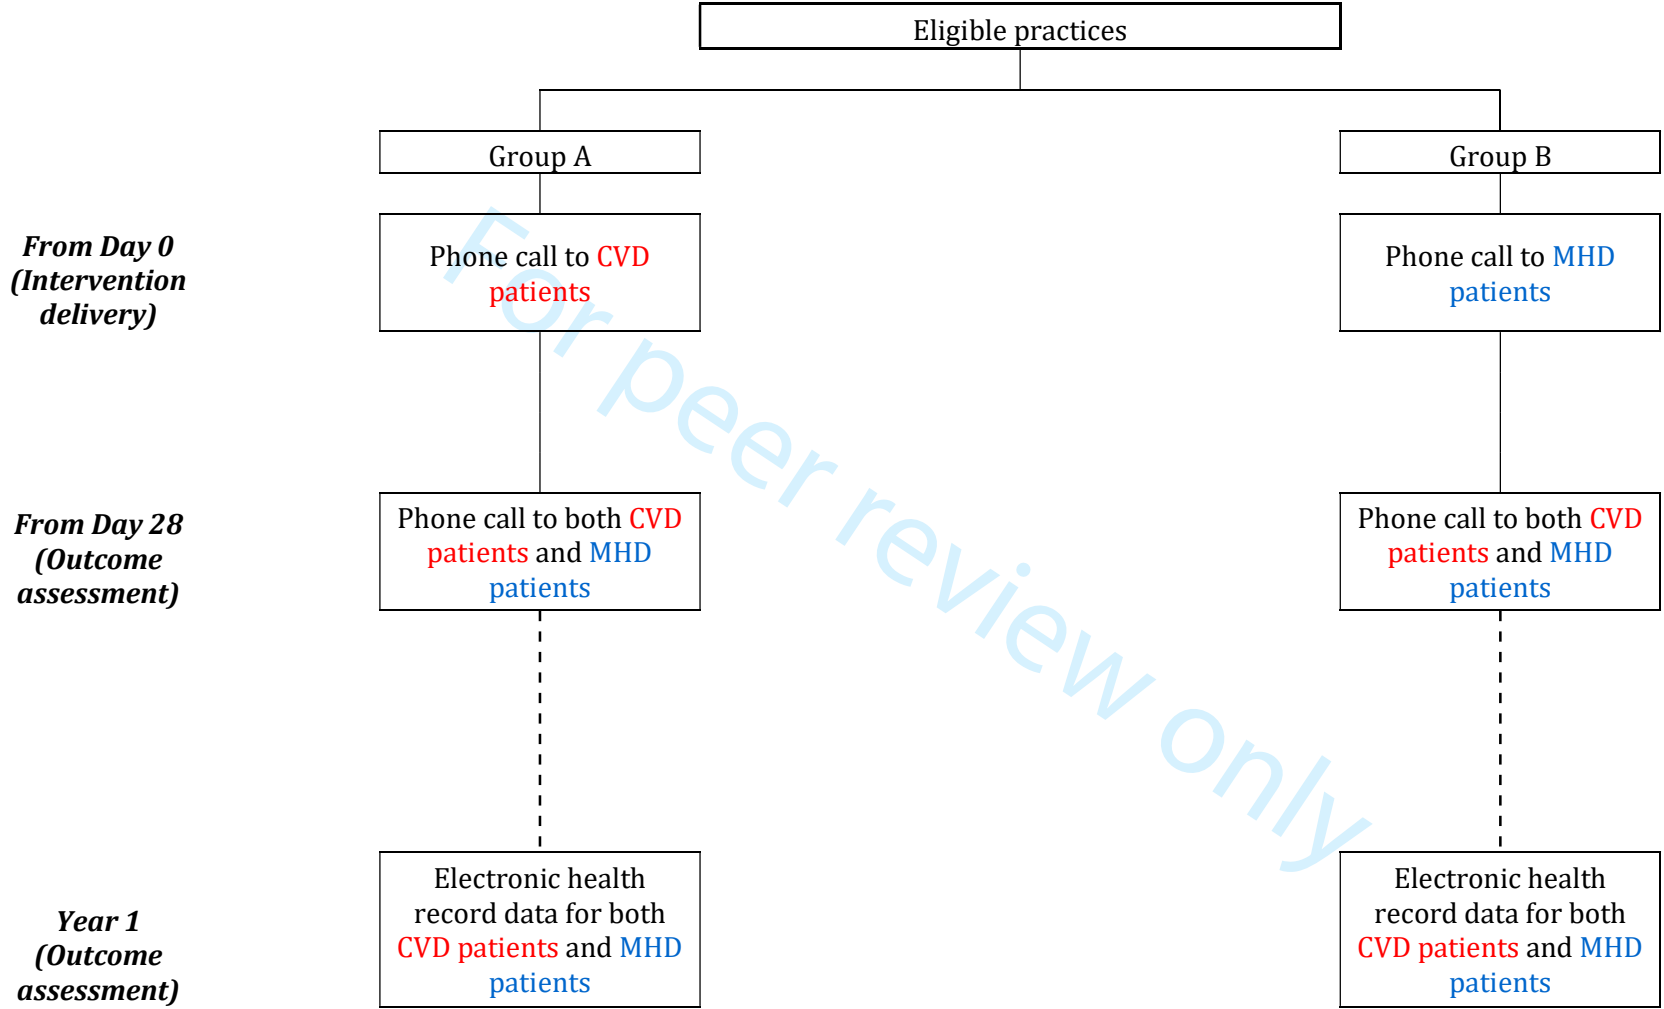 Eligible practices
Group A
Group B
From Day 0
(Intervention
delivery)
Phone call to CVD
patients
Phone call to MHD
patients
From Day 28
(Outcome
assessment)
Phone call to both CVD
patients and MHD
patients
Phone call to both CVD
patients and MHD
patients
Year 1
(Outcome
assessment)
Electronic health
record data for both
CVD patients and MHD
patients
Electronic health
record data for both
CVD patients and MHD
patients
For peer review only